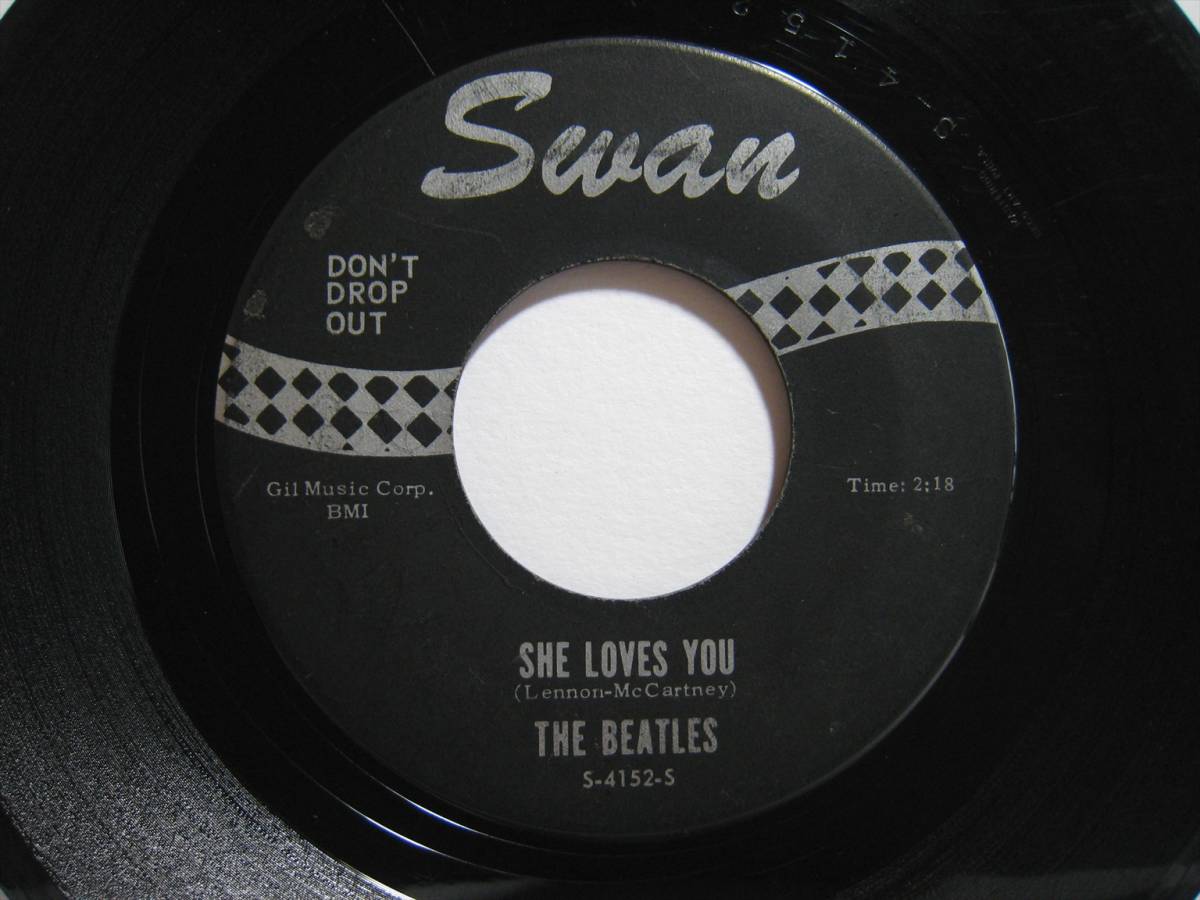 Swan
DON'T
DROP
OUT
Gil Music Corp.
BMI
Time: 2:18
SHE LOVES YOU
(Lennon-McCartney)
THE BEATLES
S-4152-S